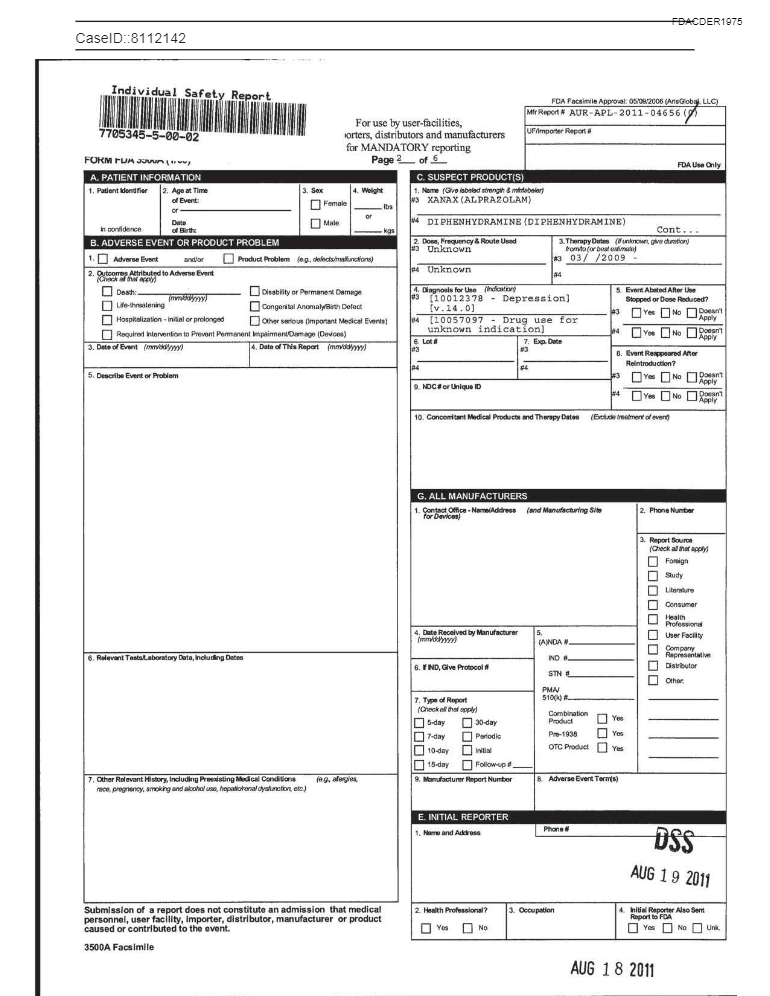 FDACDER1975
CaseID::8112142
Individual Safety Report
7705345-5-00-02
For use by user-facilities,
orters, distributors and manufacturers
for MANDATORY reporting
Page 2 of 6
FDA Facsimile Approval: 05/08/2006 (ArisGlobal, LLC)
Mfr Report # AUR-APL-2011-04656(0)
UF/Importer Report #
FDA Use Only
FORM FDA 3500A
A. PATIENT INFORMATION
1. Patient Identifier
In confidence
2. Age at Time
of Event:
or
Date
of Birth:
3. Sex
Female
Male
4. Weight
lbs
or
kgs
B. ADVERSE EVENT OR PRODUCT PROBLEM
1. Adverse Event and/or Product Problem (e.g., defects/malfunctions)
2. Outcomes Attributed to Adverse Event
(Check all that apply)
Death: Disability or Permanent Damage
(mm/dd/yyyy)
Life-threatening Congenital Anomaly/Birth Defect
Hospitalization - initial or prolonged Other serious (Important Medical Events)
Required Intervention to Prevent Permanent Impairment/Damage (Devices)
3. Date of Event (mm/dd/yyyy) 4. Date of This Report (mm/dd/yyyy)
5. Describe Event or Problem
6. Relevant Tests/Laboratory Data, Including Dates
7. Other Relevant History, Including Preexisting Medical Conditions (e.g., allergies,
race, pregnancy, smoking and alcohol use, hepatic/renal dysfunction, etc.)
Submission of a report does not constitute an admission that medical
personnel, user facility, importer, distributor, manufacturer or product
caused or contributed to the event.
3500A Facsimile
C. SUSPECT PRODUCT(S)
1. Name (Give labeled strength & mfr/labeler)
#3 XANAX(ALPRAZOLAM)
#4 DIPHENHYDRAMINE(DIPHENHYDRAMINE)
Cont...
2. Dose, Frequency & Route Used
#3 Unknown
#4 Unknown
3. Therapy Dates (If unknown, give duration)
from/to (or best estimate)
#3 03/ /2009 -
#4
4. Diagnosis for Use (Indication)
#3 [10012378 - Depression]
[v.14.0]
#4 [10057097 - Drug use for
unknown indication]
5. Event Abated After Use
Stopped or Dose Reduced?
#3 Yes No Doesn't
Apply
#4 Yes No Doesn't
Apply
6. Lot # 7. Exp. Date
#3 #3
#4 #4
8. Event Reappeared After
Reintroduction?
#3 Yes No Doesn't
Apply
#4 Yes No Doesn't
Apply
9. NDC # or Unique ID
10. Concomitant Medical Products and Therapy Dates (Exclude treatment of event)
G. ALL MANUFACTURERS
1. Contact Office - Name/Address (and Manufacturing Site
for Devices)
2. Phone Number
3. Report Source
(Check all that apply)
Foreign
Study
Literature
Consumer
Health
Professional
User Facility
Company
Representative
Distributor
Other:
4. Date Received by Manufacturer
(mm/dd/yyyy)
5.
(A)NDA #
IND #
STN #
PMA/
510(k) #
Combination
Product Yes
Pre-1938 Yes
OTC Product Yes
6. If IND, Give Protocol #
7. Type of Report
(Check all that apply)
5-day 30-day
7-day Periodic
10-day Initial
15-day Follow-up #
9. Manufacturer Report Number
8. Adverse Event Term(s)
E. INITIAL REPORTER
1. Name and Address
Phone #
DSS
AUG 19 2011
2. Health Professional?
Yes No
3. Occupation
4. Initial Reporter Also Sent
Report to FDA
Yes No Unk.
AUG 18 2011